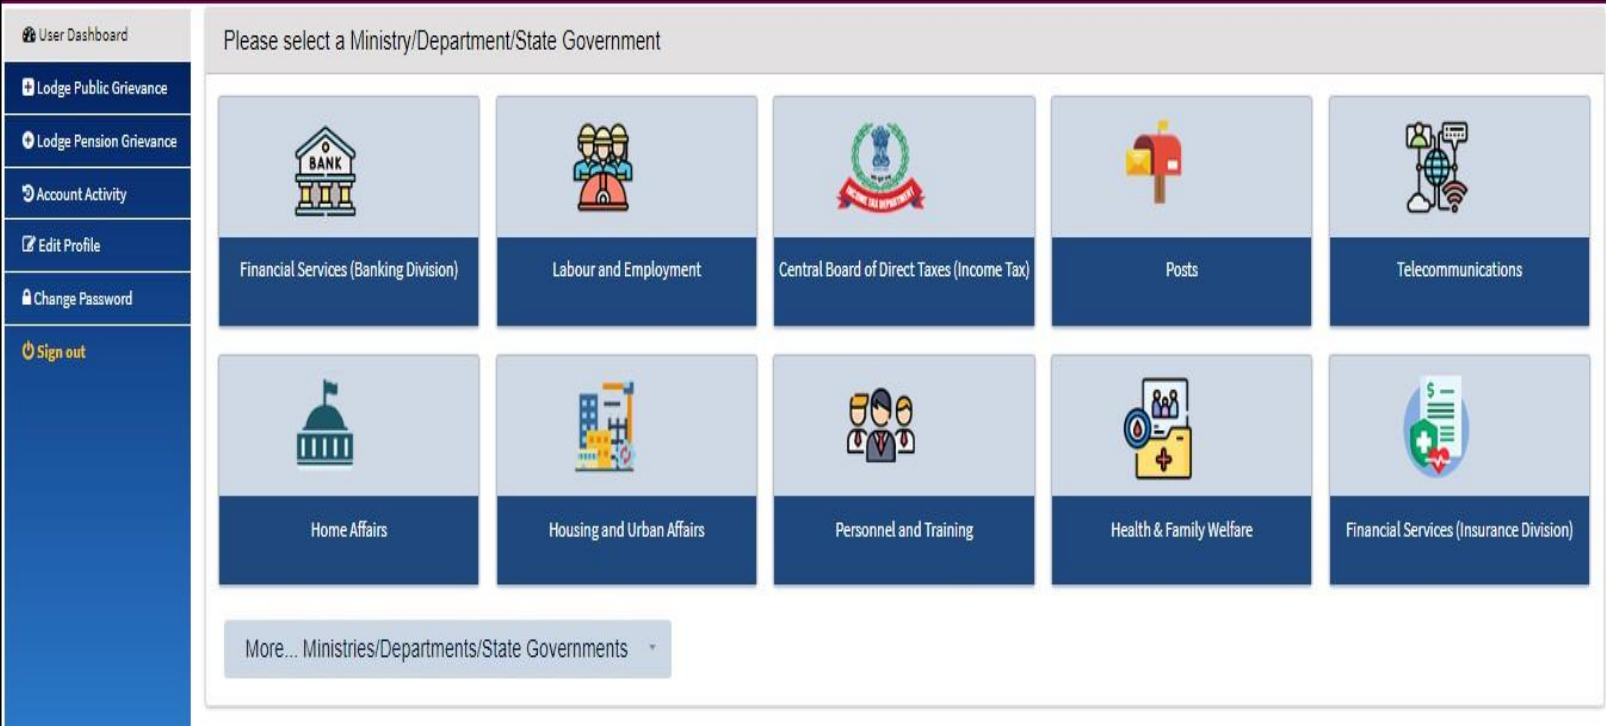 User Dashboard
Lodge Public Grievance
Lodge Pension Grievance
Account Activity
Edit Profile
Change Password
Sign out
Please select a Ministry/Department/State Government
BANK
Financial Services (Banking Division)
Labour and Employment
INCOME TAX DEPARTMENT
Central Board of Direct Taxes (Income Tax)
Posts
Telecommunications
Home Affairs
Housing and Urban Affairs
Personnel and Training
Health & Family Welfare
$
Financial Services (Insurance Division)
More... Ministries/Departments/State Governments